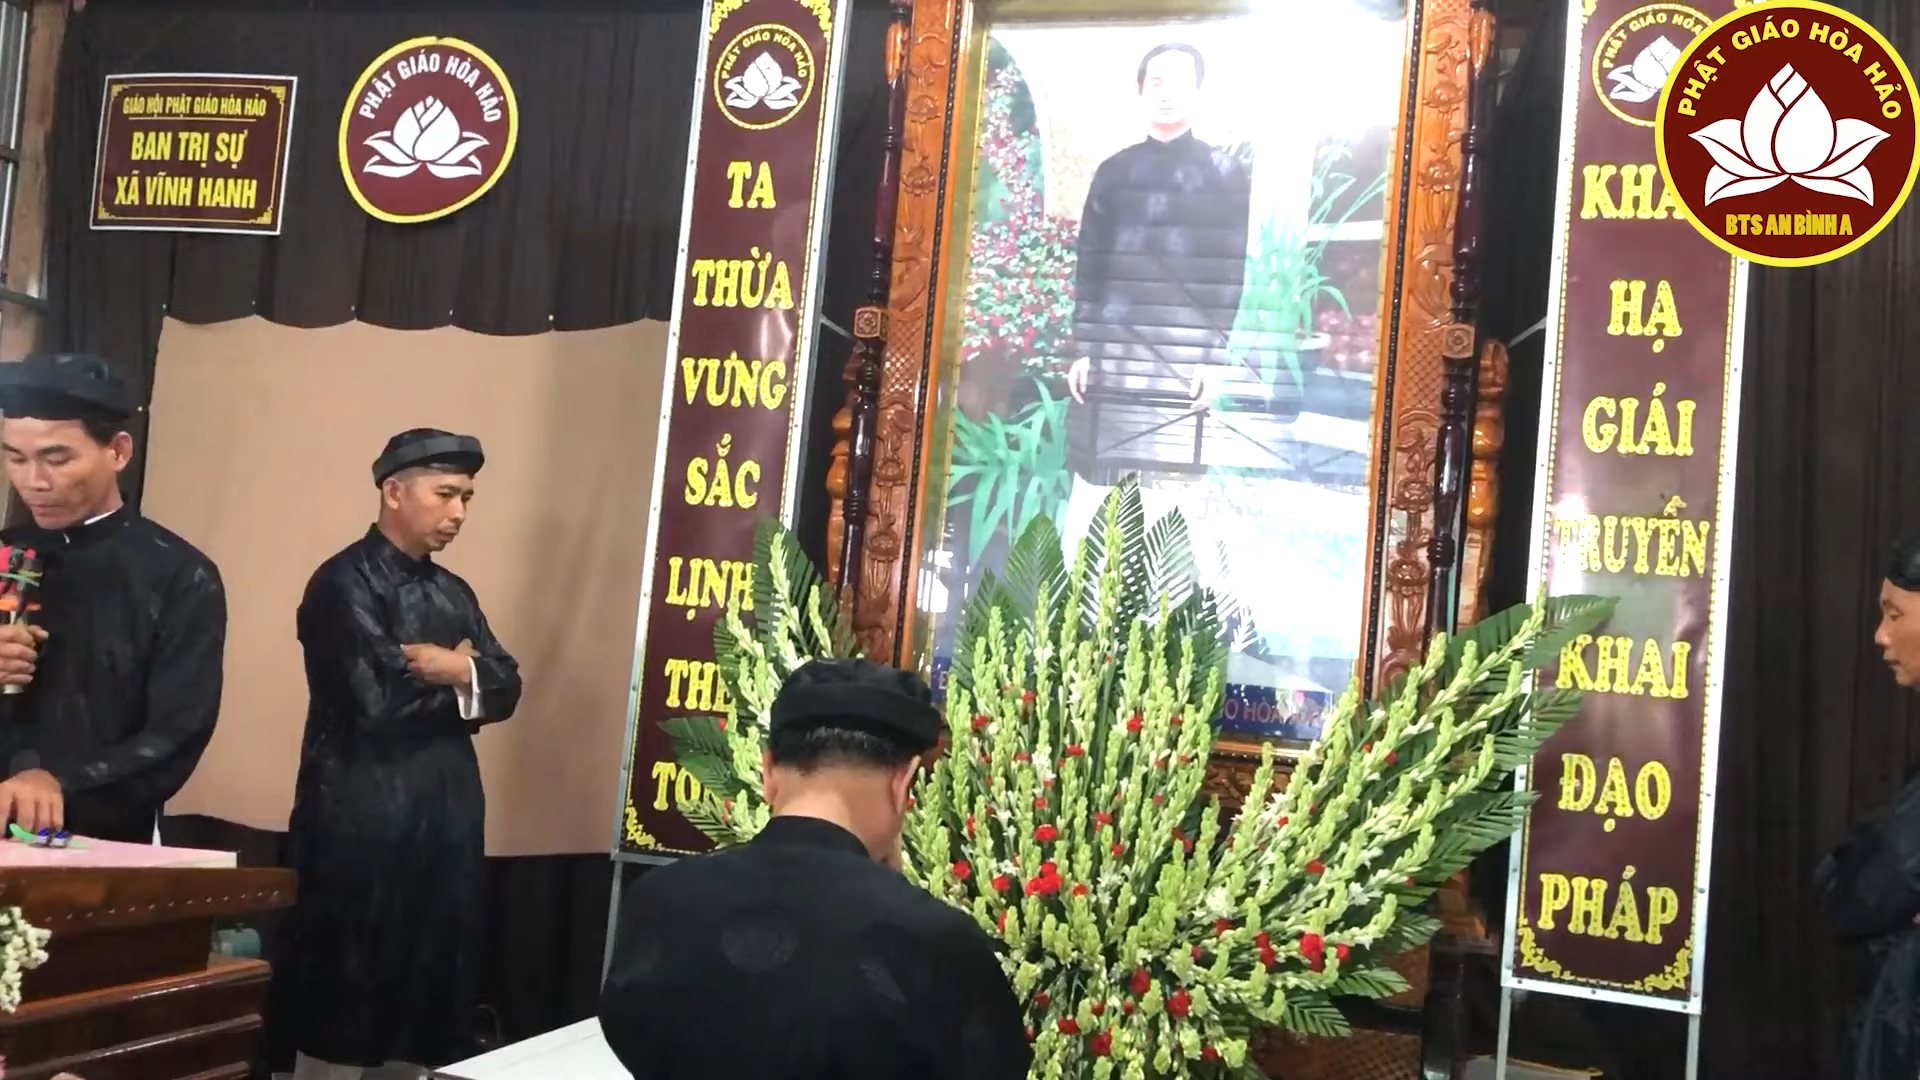 GIÁO HỘI PHẬT GIÁO HÒA HẢO
BAN TRỊ SỰ
XÃ VĨNH HANH
PHẬT GIÁO HÒA HẢO
PHẬT GIÁO HÒA HẢO
TA
THỪA
VƯNG
SẮC
LỊNH
PHẬT GIÁO HÒA
KHAI
HẠ
GIẢI
TRUYỀN
KHAI
ĐẠO
PHÁP
PHẬT GIÁO HÒA HẢO
BTS AN BÌNH A